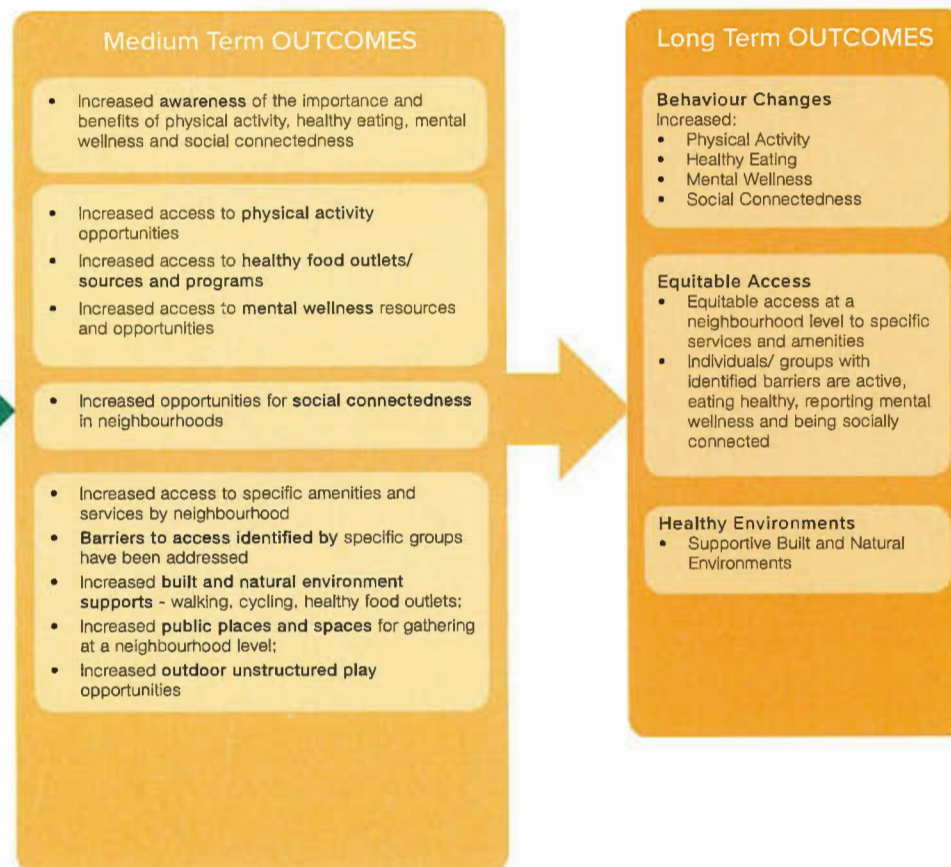 Medium Term OUTCOMES
• Increased awareness of the importance and
benefits of physical activity, healthy eating, mental
wellness and social connectedness
• Increased access to physical activity
opportunities
• Increased access to healthy food outlets/
sources and programs
• Increased access to mental wellness resources
and opportunities
• Increased opportunities for social connectedness
in neighbourhoods
• Increased access to specific amenities and
services by neighbourhood
• Barriers to access identified by specific groups
have been addressed
• Increased built and natural environment
supports - walking, cycling, healthy food outlets;
• Increased public places and spaces for gathering
at a neighbourhood level;
• Increased outdoor unstructured play
opportunities
Long Term OUTCOMES
Behaviour Changes
Increased:
• Physical Activity
• Healthy Eating
• Mental Wellness
• Social Connectedness
Equitable Access
• Equitable access at a
neighbourhood level to specific
services and amenities
• Individuals/ groups with
identified barriers are active,
eating healthy, reporting mental
wellness and being socially
connected
Healthy Environments
• Supportive Built and Natural
Environments